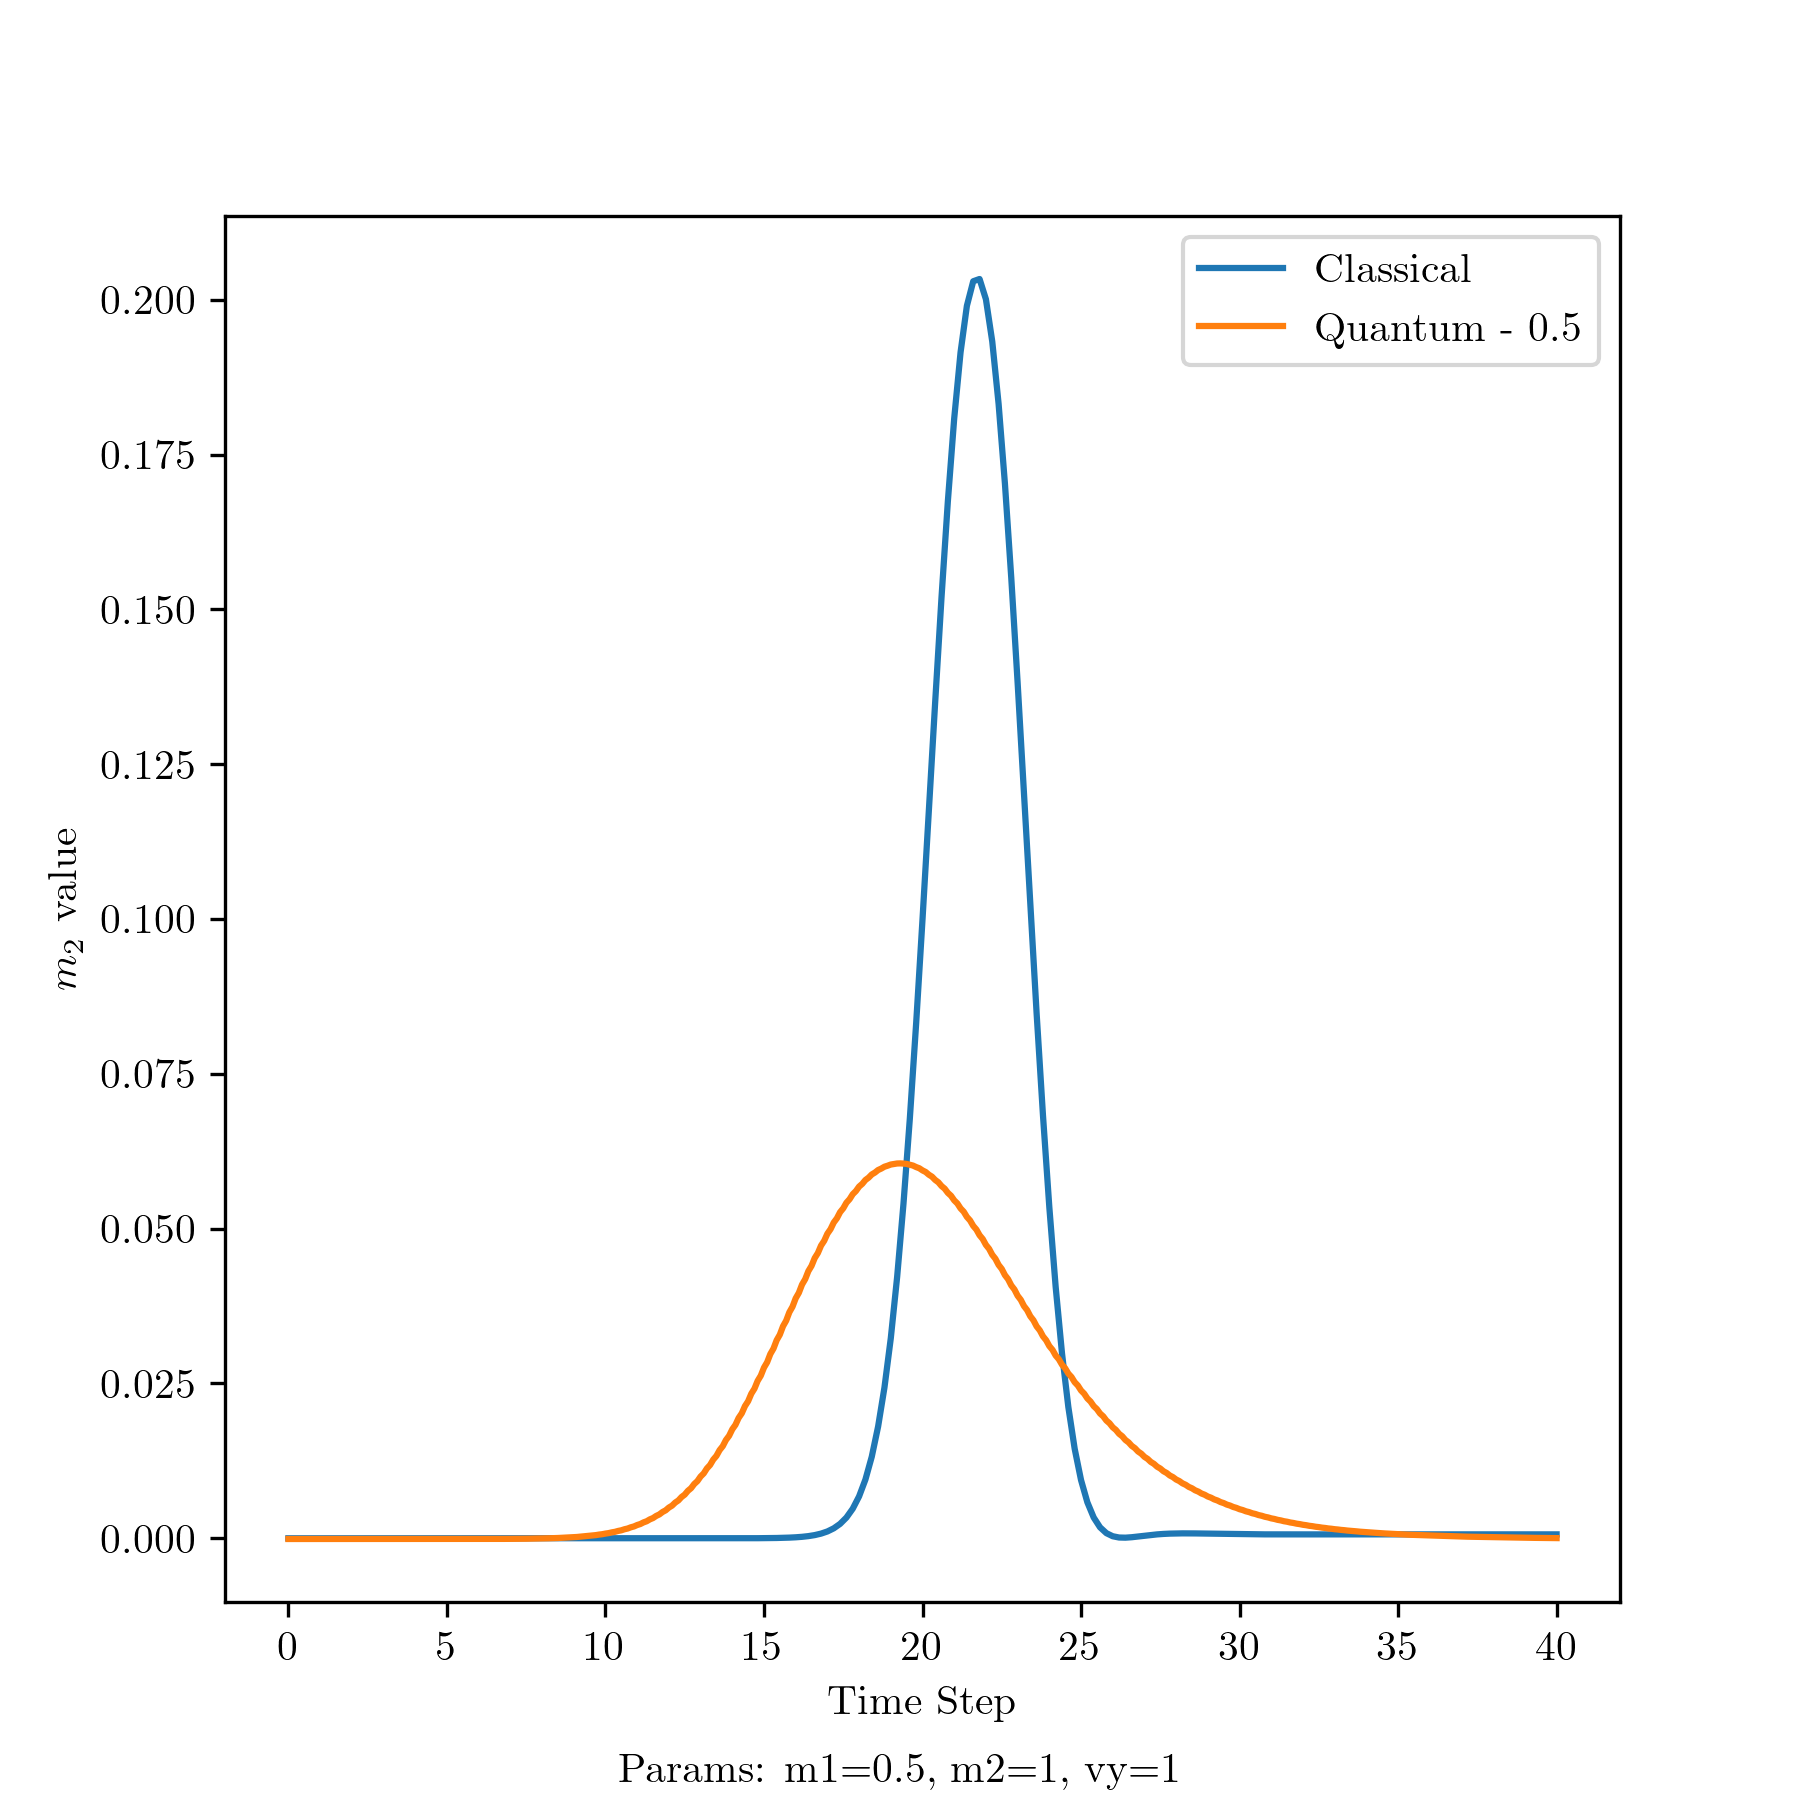 Classical
Quantum - 0.5
0.200
0.175
0.150
0.125
0.100
0.075
0.050
0.025
0.000
m₂ value
0 5 10 15 20 25 30 35 40
Time Step
Params: m1=0.5, m2=1, vy=1